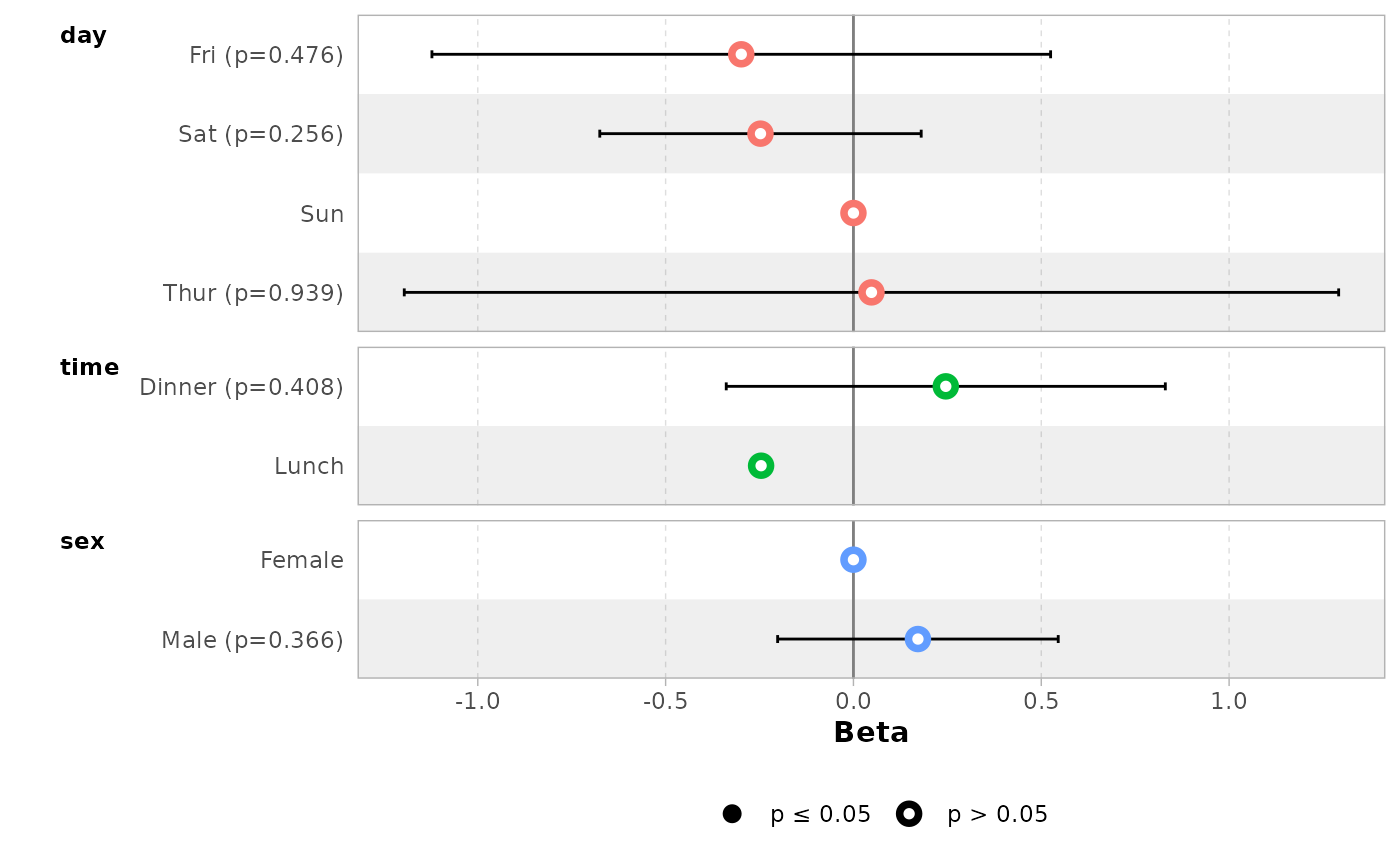 day
Fri (p=0.476)
Sat (p=0.256)
Sun
Thur (p=0.939)
time
Dinner (p=0.408)
Lunch
sex
Female
Male (p=0.366)
-1.0 -0.5 0.0 0.5 1.0
Beta
p ≤ 0.05 p > 0.05